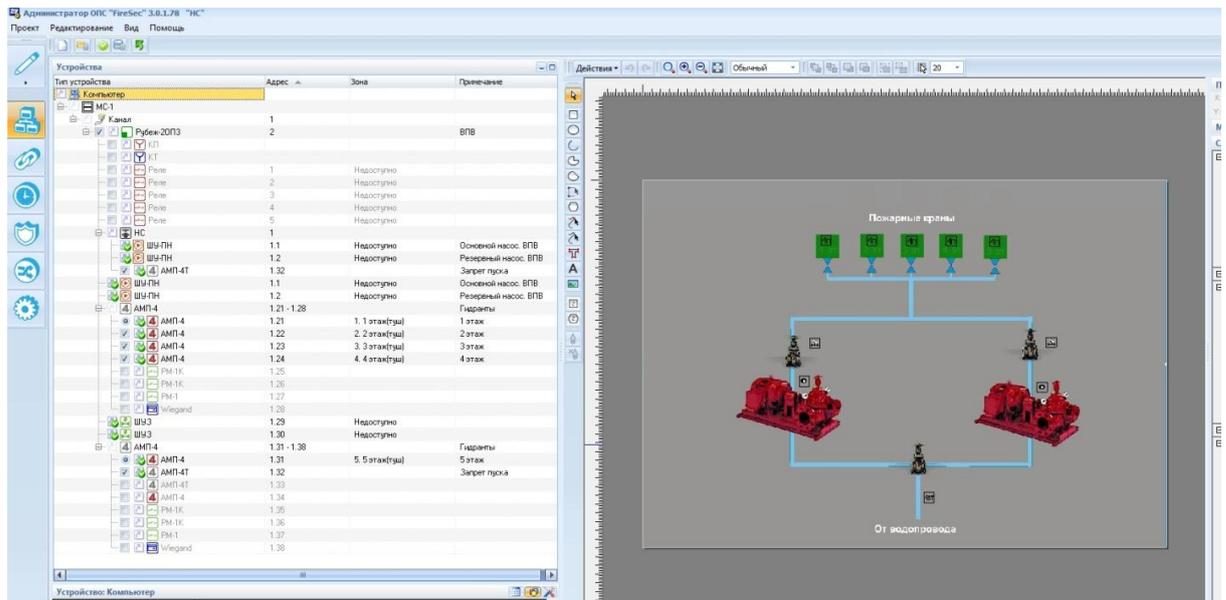 Администратор ОПС "FireSec" 3.0.1.78 "НС"
Проект Редактирование Вид Помощь
Устройства
Действия Обычный 20
Тип устройства Адрес Зона Примечание
Компьютер
МС-1
Канал 1
Рубеж-2ОП3 2 ВПВ
КП
КТ
Реле 1 Недоступно
Реле 2 Недоступно
Реле 3 Недоступно
Реле 4 Недоступно
Реле 5 Недоступно
НС 1
ШУ-ПН 1.1 Недоступно Основной насос. ВПВ
ШУ-ПН 1.2 Недоступно Резервный насос. ВПВ
АМП-4Т 1.32 Запрет пуска
ШУ-ПН 1.1 Недоступно Основной насос. ВПВ
ШУ-ПН 1.2 Недоступно Резервный насос. ВПВ
АМП-4 1.21 - 1.28 Гидранты
АМП-4 1.21 1. 1 этаж(туш) 1 этаж
АМП-4 1.22 2. 2 этаж(туш) 2 этаж
АМП-4 1.23 3. 3 этаж(туш) 3 этаж
АМП-4 1.24 4. 4 этаж(туш) 4 этаж
РМ-1К 1.25
РМ-1К 1.26
РМ-1 1.27
Wiegand 1.28
ШУЗ 1.29 Недоступно
ШУЗ 1.30 Недоступно
АМП-4 1.31 - 1.38 Гидранты
АМП-4 1.31 5. 5 этаж(туш) 5 этаж
АМП-4Т 1.32 Запрет пуска
АМП-4Т 1.33
АМП-4 1.34
РМ-1К 1.35
РМ-1К 1.36
РМ-1 1.37
Wiegand 1.38
Устройство: Компьютер
Пожарные краны
От водопровода